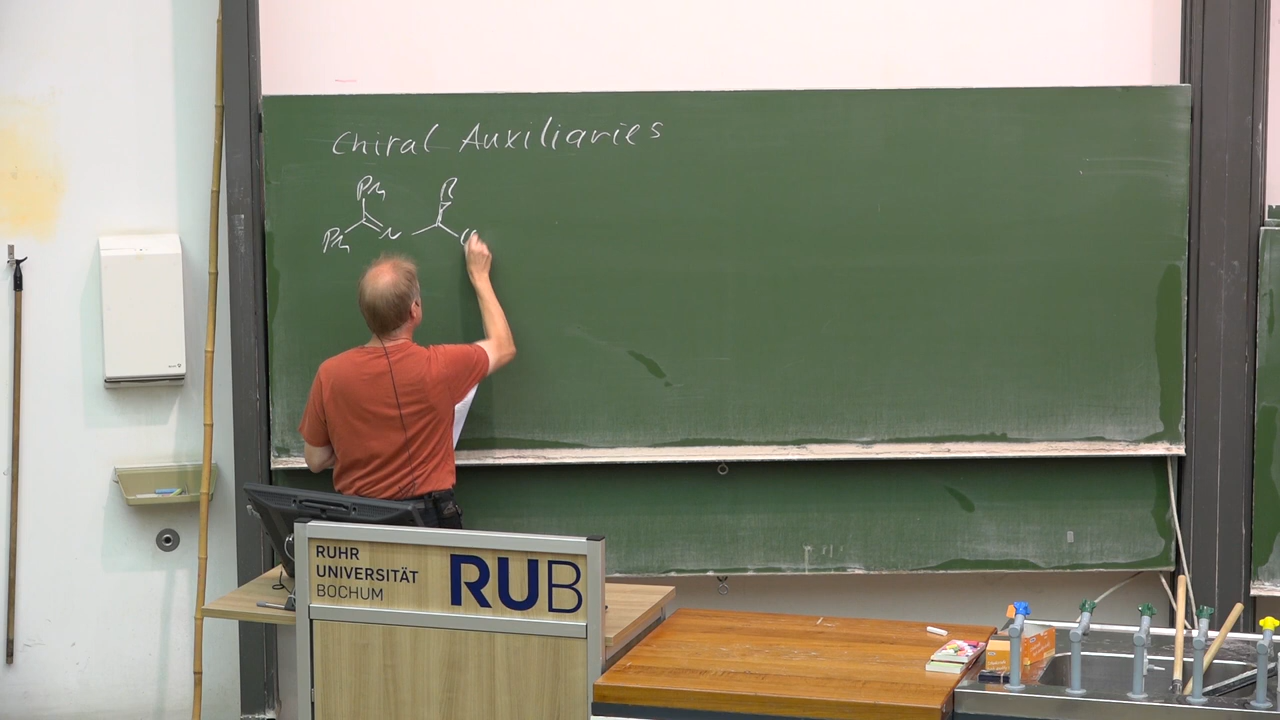 Chiral Auxiliaries
Ph
R
Ph
N
RUHR
UNIVERSITÄT
BOCHUM
RUB